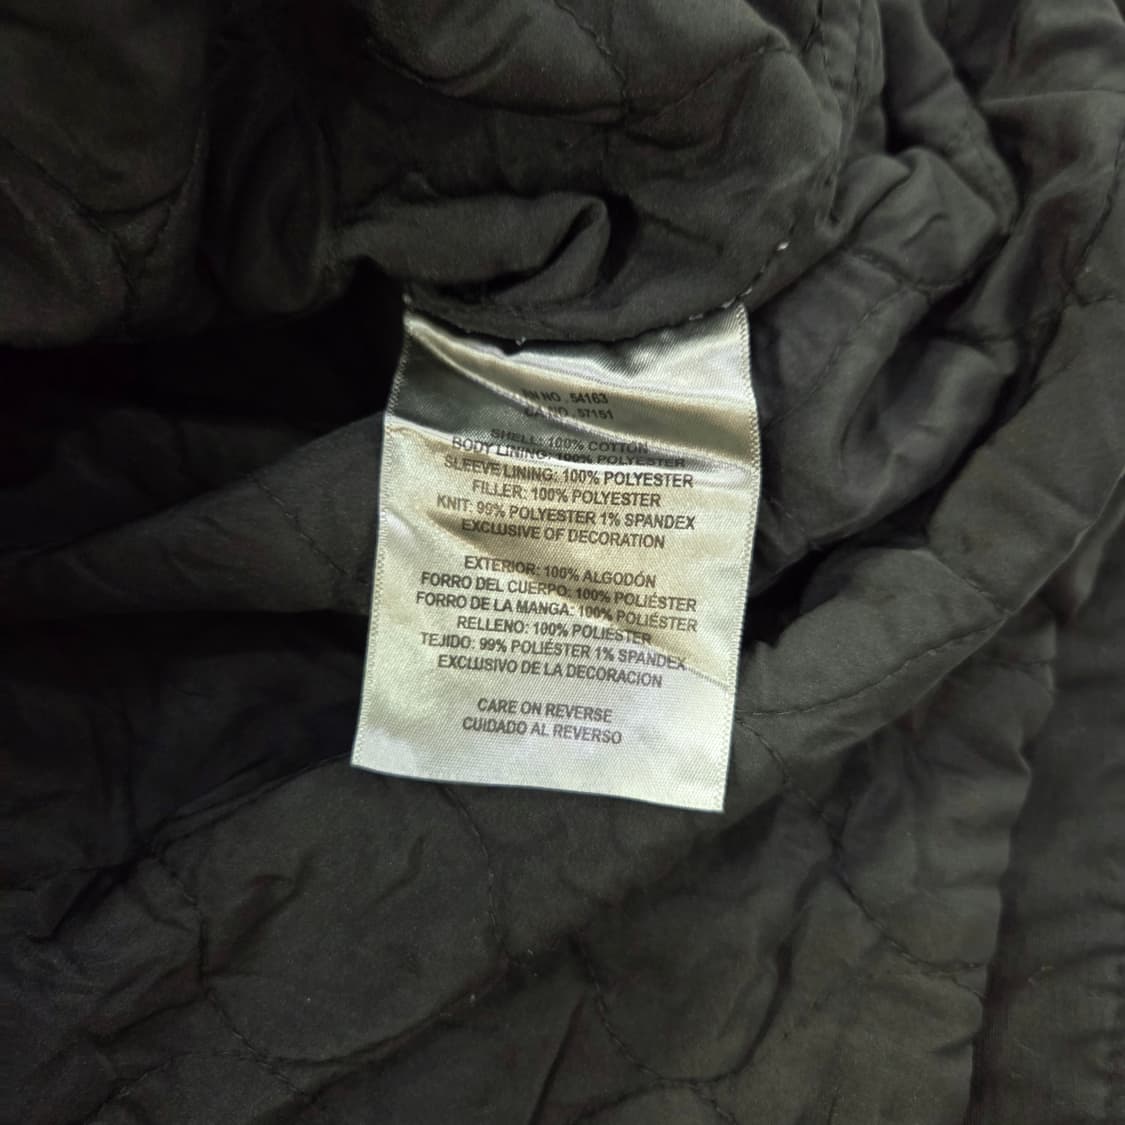 RN NO. 54163
CA NO. 57151
SHELL: 100% COTTON
BODY LINING: 100% POLYESTER
SLEEVE LINING: 100% POLYESTER
FILLER: 100% POLYESTER
KNIT: 99% POLYESTER 1% SPANDEX
EXCLUSIVE OF DECORATION
EXTERIOR: 100% ALGODÓN
FORRO DEL CUERPO: 100% POLIÉSTER
FORRO DE LA MANGA: 100% POLIÉSTER
RELLENO: 100% POLIÉSTER
TEJIDO: 99% POLIÉSTER 1% SPANDEX
EXCLUSIVO DE LA DECORACION
CARE ON REVERSE
CUIDADO AL REVERSO